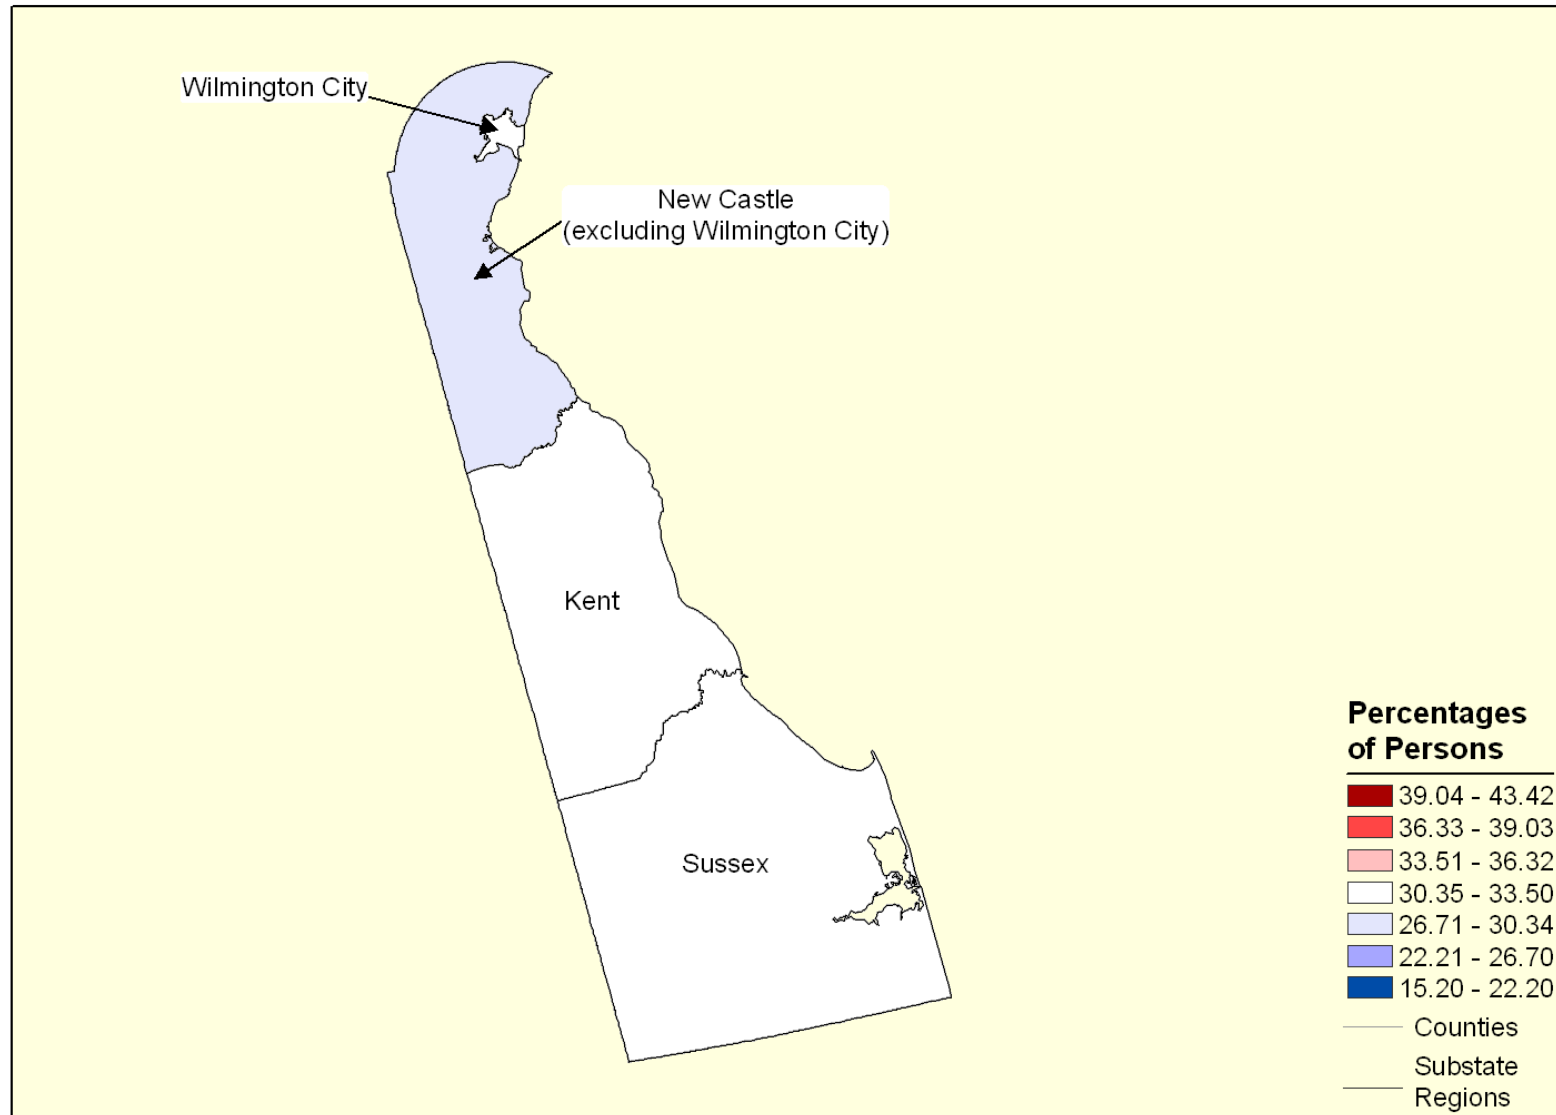 Wilmington City
New Castle
(excluding Wilmington City)
Kent
Sussex
Percentages
of Persons
39.04 - 43.42
36.33 - 39.03
33.51 - 36.32
30.35 - 33.50
26.71 - 30.34
22.21 - 26.70
15.20 - 22.20
Counties
Substate
Regions